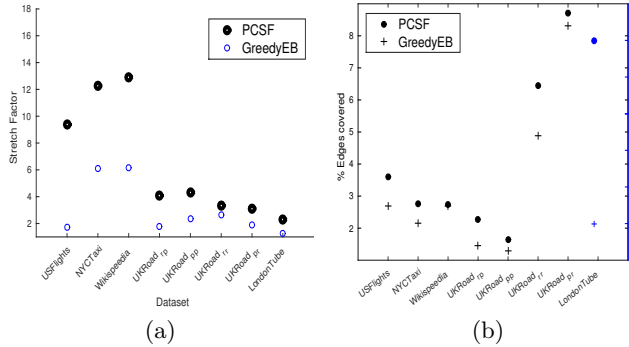 18
16
14
12
10
8
6
4
2
Stretch Factor
PCSF
GreedyEB
USFlights
NYCTaxi
Wikispeedia
UKRoad rp
UKRoad pp
UKRoad rr
UKRoad pr
LondonTube
Dataset
(a)
8
7
6
5
4
3
2
% Edges covered
PCSF
GreedyEB
USFlights
NYCTaxi
Wikispeedia
UKRoad rp
UKRoad pp
UKRoad rr
UKRoad pr
LondonTube
(b)